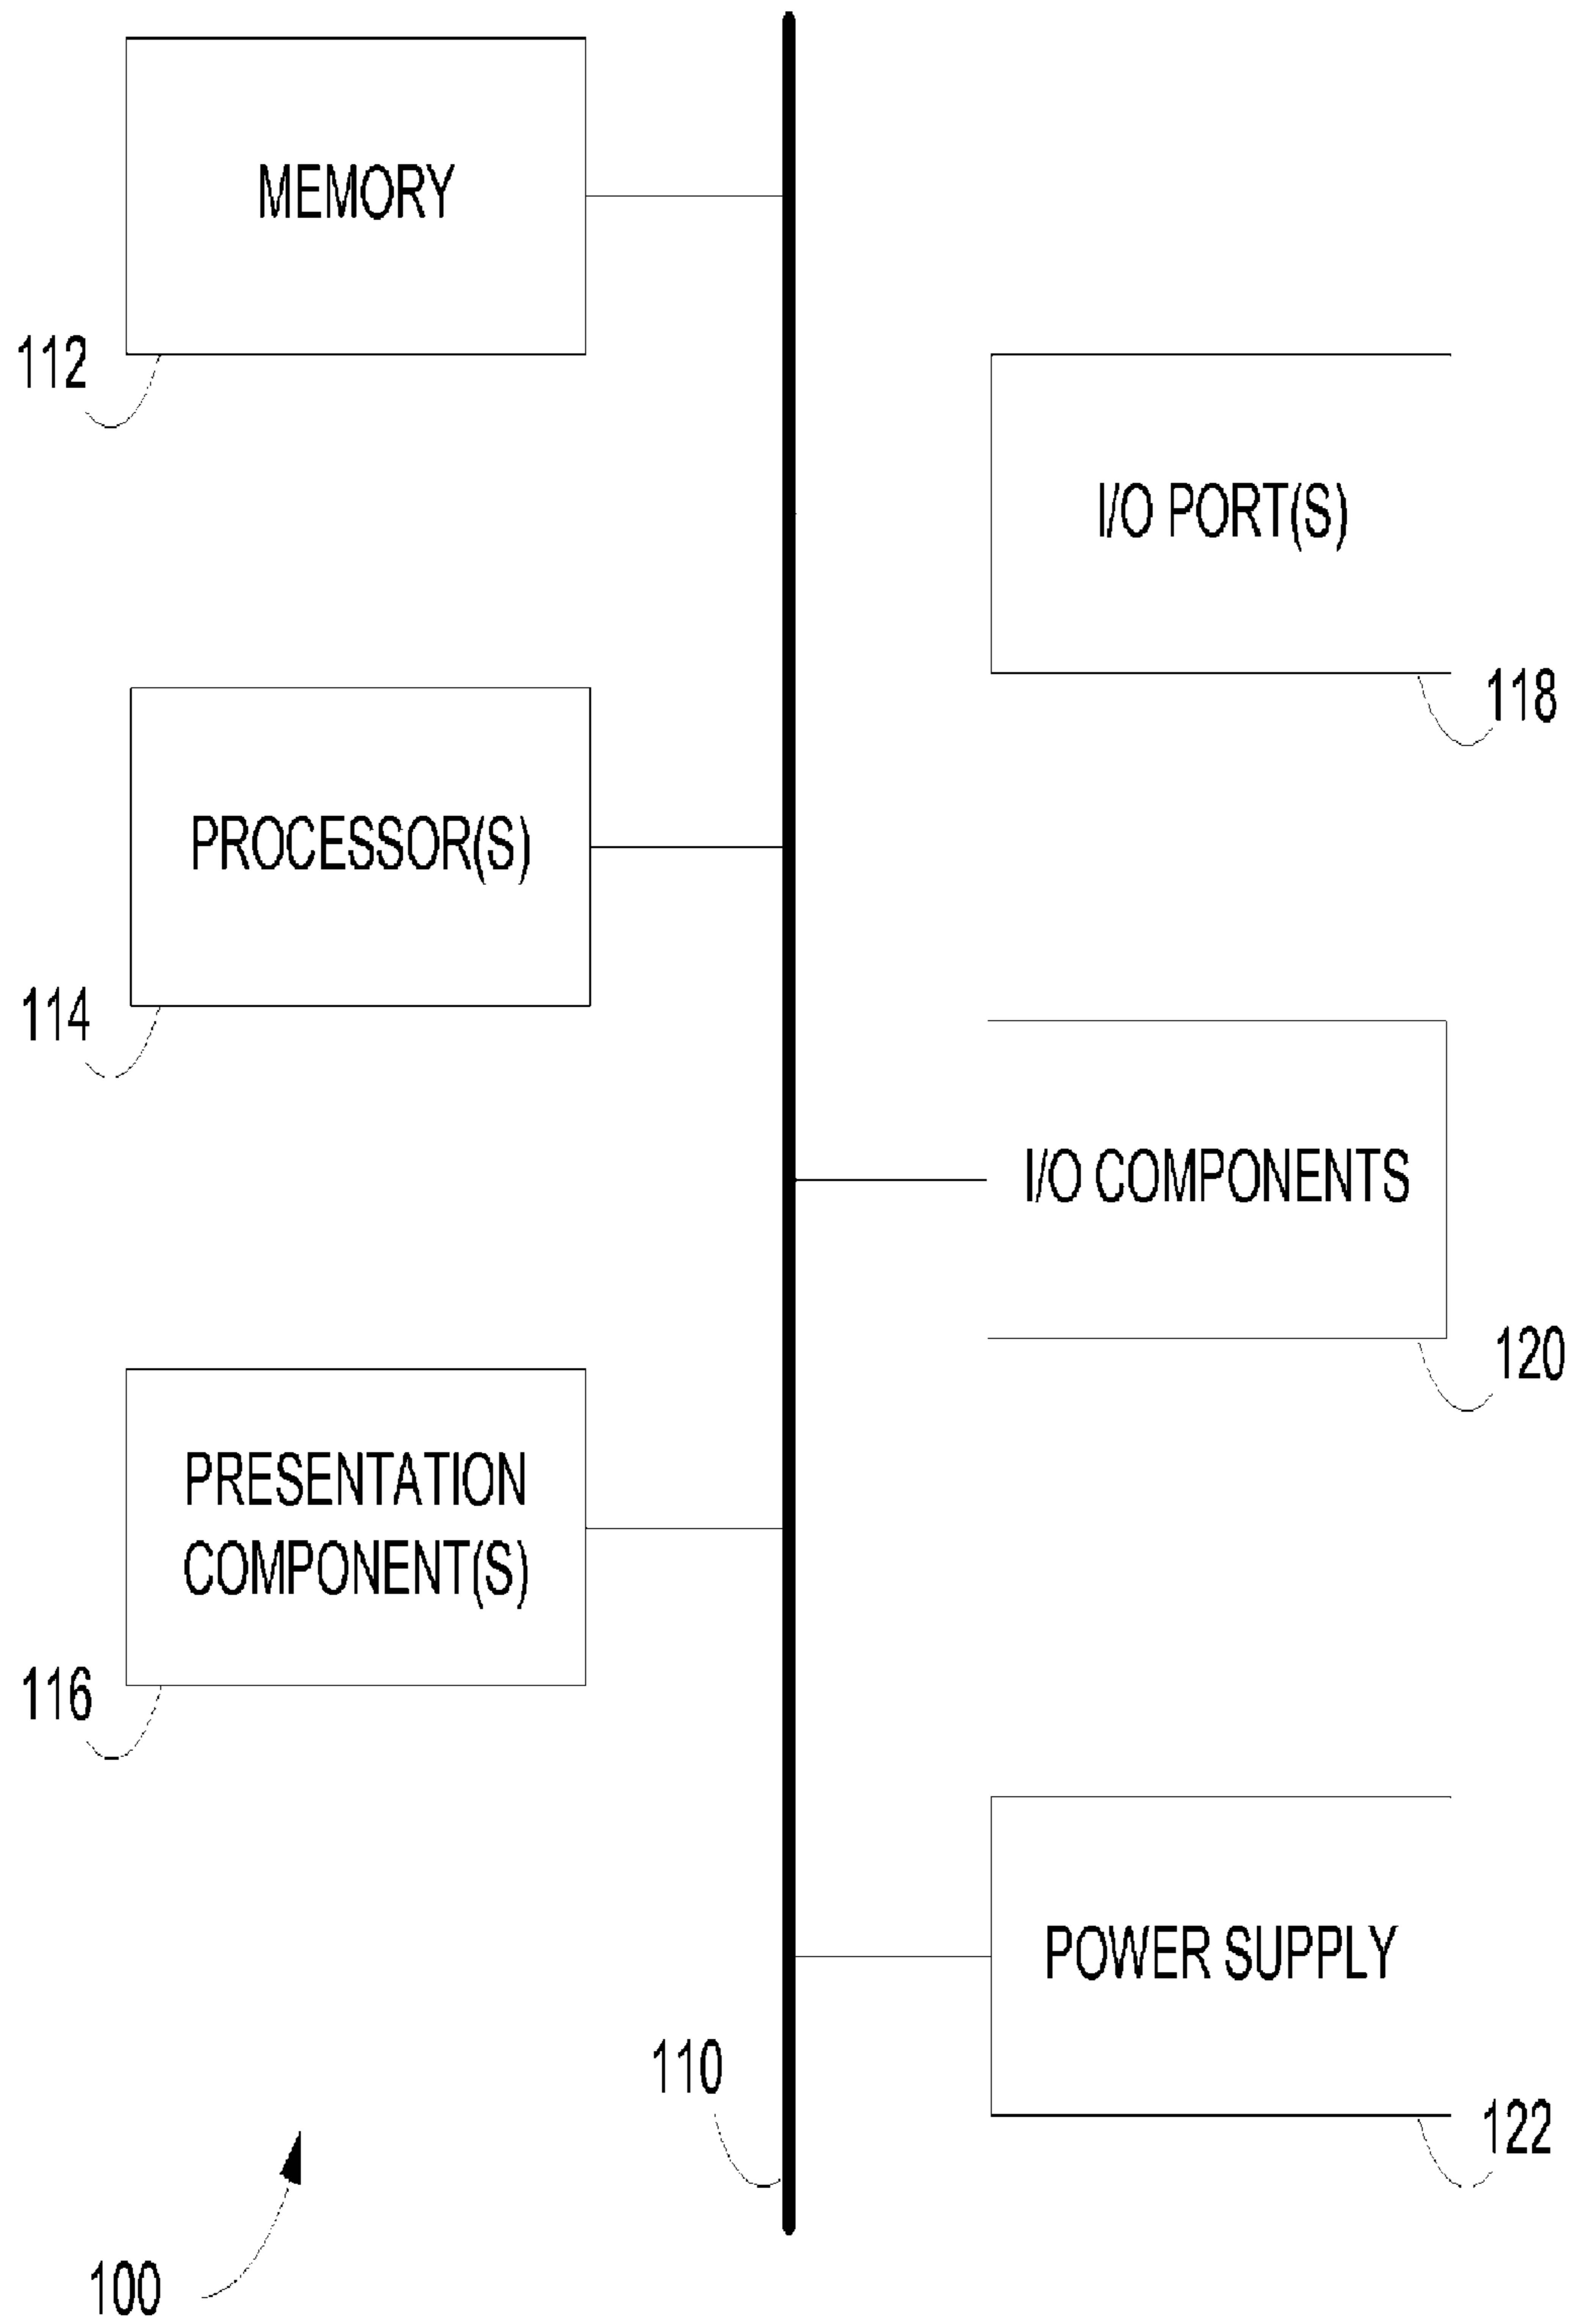 MEMORY
112
I/O PORT(S)
118
PROCESSOR(S)
114
I/O COMPONENTS
120
PRESENTATION
COMPONENT(S)
116
POWER SUPPLY
110
122
100